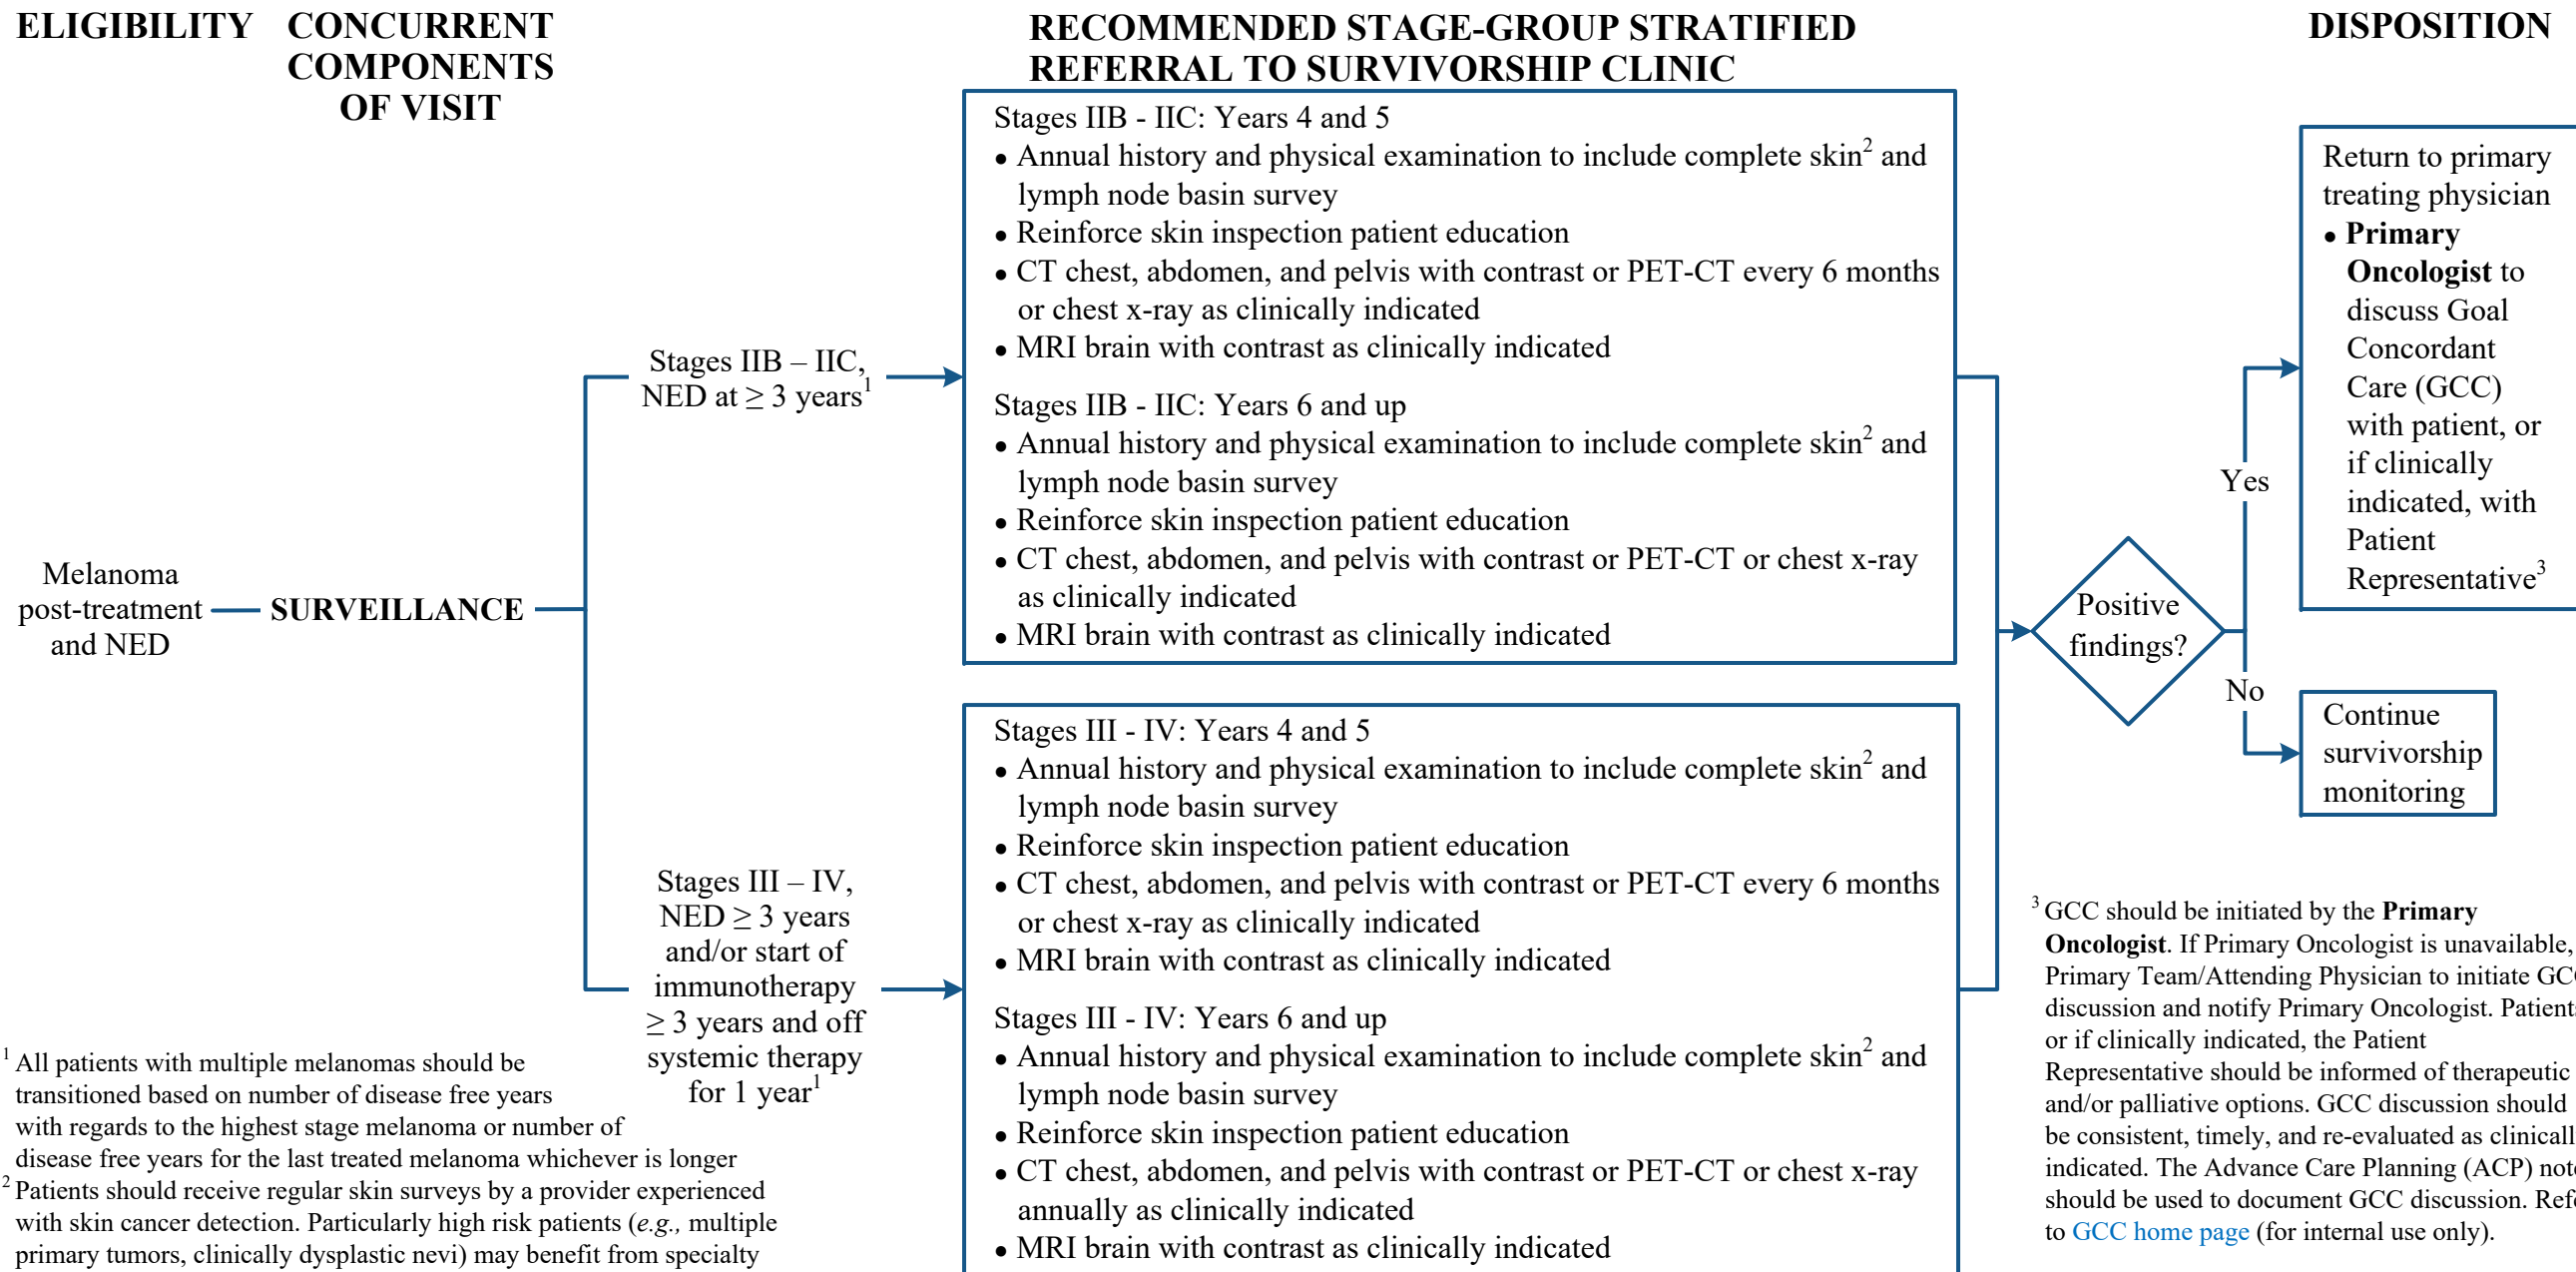 ELIGIBILITY
CONCURRENT
COMPONENTS
OF VISIT
RECOMMENDED STAGE-GROUP STRATIFIED
REFERRAL TO SURVIVORSHIP CLINIC
DISPOSITION
Melanoma
post-treatment
and NED
SURVEILLANCE
Stages IIB – IIC,
NED at ≥ 3 years¹
Stages IIB - IIC: Years 4 and 5
● Annual history and physical examination to include complete skin² and
lymph node basin survey
● Reinforce skin inspection patient education
● CT chest, abdomen, and pelvis with contrast or PET-CT every 6 months
or chest x-ray as clinically indicated
● MRI brain with contrast as clinically indicated
Stages IIB - IIC: Years 6 and up
● Annual history and physical examination to include complete skin² and
lymph node basin survey
● Reinforce skin inspection patient education
● CT chest, abdomen, and pelvis with contrast or PET-CT or chest x-ray
as clinically indicated
● MRI brain with contrast as clinically indicated
Stages III – IV,
NED ≥ 3 years
and/or start of
immunotherapy
≥ 3 years and off
systemic therapy
for 1 year¹
Stages III - IV: Years 4 and 5
● Annual history and physical examination to include complete skin² and
lymph node basin survey
● Reinforce skin inspection patient education
● CT chest, abdomen, and pelvis with contrast or PET-CT every 6 months
or chest x-ray as clinically indicated
● MRI brain with contrast as clinically indicated
Stages III - IV: Years 6 and up
● Annual history and physical examination to include complete skin² and
lymph node basin survey
● Reinforce skin inspection patient education
● CT chest, abdomen, and pelvis with contrast or PET-CT or chest x-ray
annually as clinically indicated
● MRI brain with contrast as clinically indicated
Positive
findings?
Yes
No
Return to primary
treating physician
● Primary
Oncologist to
discuss Goal
Concordant
Care (GCC)
with patient, or
if clinically
indicated, with
Patient
Representative³
Continue
survivorship
monitoring
¹ All patients with multiple melanomas should be
transitioned based on number of disease free years
with regards to the highest stage melanoma or number of
disease free years for the last treated melanoma whichever is longer
² Patients should receive regular skin surveys by a provider experienced
with skin cancer detection. Particularly high risk patients (e.g., multiple
primary tumors, clinically dysplastic nevi) may benefit from specialty
³ GCC should be initiated by the Primary
Oncologist. If Primary Oncologist is unavailable,
Primary Team/Attending Physician to initiate
discussion and notify Primary Oncologist.
or if clinically indicated, the Patient
Representative should be informed of therapeutic
and/or palliative options. GCC discussion should
be consistent, timely, and re-evaluated as
indicated. The Advance Care Planning (ACP)
should be used to document GCC discussion.
to GCC home page (for internal use only).